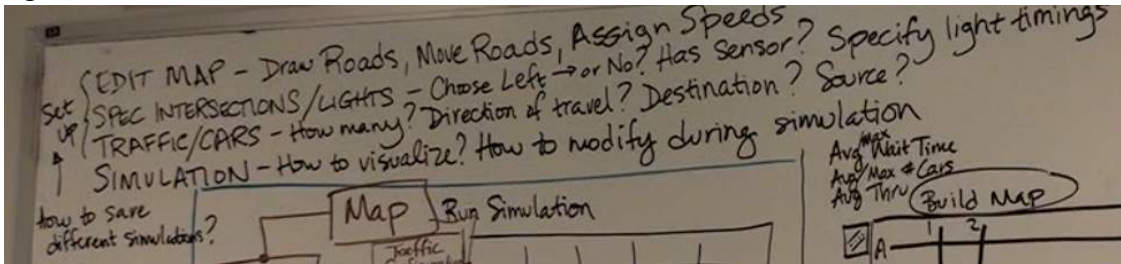 EDIT MAP - Draw Roads, Move Roads, Assign Speeds
SPEC INTERSECTIONS/LIGHTS - Choose Left → or No? Has Sensor? Specify light timings
TRAFFIC/CARS - How many? Direction of travel? Destination? Source?
SIMULATION - How to visualize? How to modify during simulation
Set
up
How to save
different simulations?
Map
Run Simulation
Traffic
Avg/Max Wait Time
Avg/Max # Cars
Avg Thru
Build Map
1 2
A